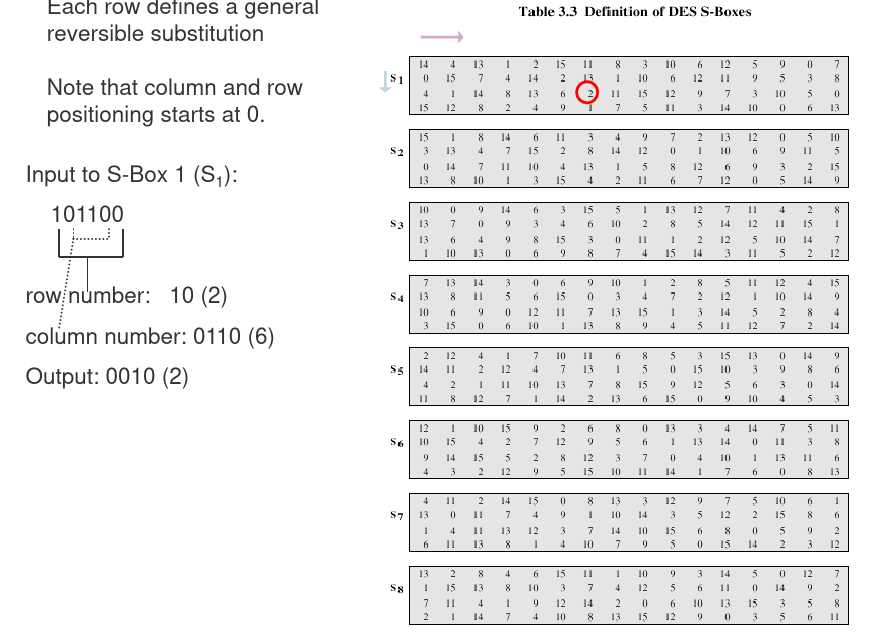 Each row defines a general
reversible substitution
Note that column and row
positioning starts at 0.
Input to S-Box 1 (S1):
101100
row number: 10 (2)
column number: 0110 (6)
Output: 0010 (2)
Table 3.3 Definition of DES S-Boxes
S1
14 4 13 1 2 15 11 8 3 10 6 12 5 9 0 7
0 15 7 4 14 2 13 1 10 6 12 11 9 5 3 8
4 1 14 8 13 6 2 11 15 12 9 7 3 10 5 0
15 12 8 2 4 9 1 7 5 11 3 14 10 0 6 13
S2
15 1 8 14 6 11 3 4 9 7 2 13 12 0 5 10
3 13 4 7 15 2 8 14 12 0 1 10 6 9 11 5
0 14 7 11 10 4 13 1 5 8 12 6 9 3 2 15
13 8 10 1 3 15 4 2 11 6 7 12 0 5 14 9
S3
10 0 9 14 6 3 15 5 1 13 12 7 11 4 2 8
13 7 0 9 3 4 6 10 2 8 5 14 12 11 15 1
13 6 4 9 8 15 3 0 11 1 2 12 5 10 14 7
1 10 13 0 6 9 8 7 4 15 14 3 11 5 2 12
S4
7 13 14 3 0 6 9 10 1 2 8 5 11 12 4 15
13 8 11 5 6 15 0 3 4 7 2 12 1 10 14 9
10 6 9 0 12 11 7 13 15 1 3 14 5 2 8 4
3 15 0 6 10 1 13 8 9 4 5 11 12 7 2 14
S5
2 12 4 1 7 10 11 6 8 5 3 15 13 0 14 9
14 11 2 12 4 7 13 1 5 0 15 10 3 9 8 6
4 2 1 11 10 13 7 8 15 9 12 5 6 3 0 14
11 8 12 7 1 14 2 13 6 15 0 9 10 4 5 3
S6
12 1 10 15 9 2 6 8 0 13 3 4 14 7 5 11
10 15 4 2 7 12 9 5 6 1 13 14 0 11 3 8
9 14 15 5 2 8 12 3 7 0 4 10 1 13 11 6
4 3 2 12 9 5 15 10 11 14 1 7 6 0 8 13
S7
4 11 2 14 15 0 8 13 3 12 9 7 5 10 6 1
13 0 11 7 4 9 1 10 14 3 5 12 2 15 8 6
1 4 11 13 12 3 7 14 10 15 6 8 0 5 9 2
6 11 13 8 1 4 10 7 9 5 0 15 14 2 3 12
S8
13 2 8 4 6 15 11 1 10 9 3 14 5 0 12 7
1 15 13 8 10 3 7 4 12 5 6 11 0 14 9 2
7 11 4 1 9 12 14 2 0 6 10 13 15 3 5 8
2 1 14 7 4 10 8 13 15 12 9 0 3 5 6 11